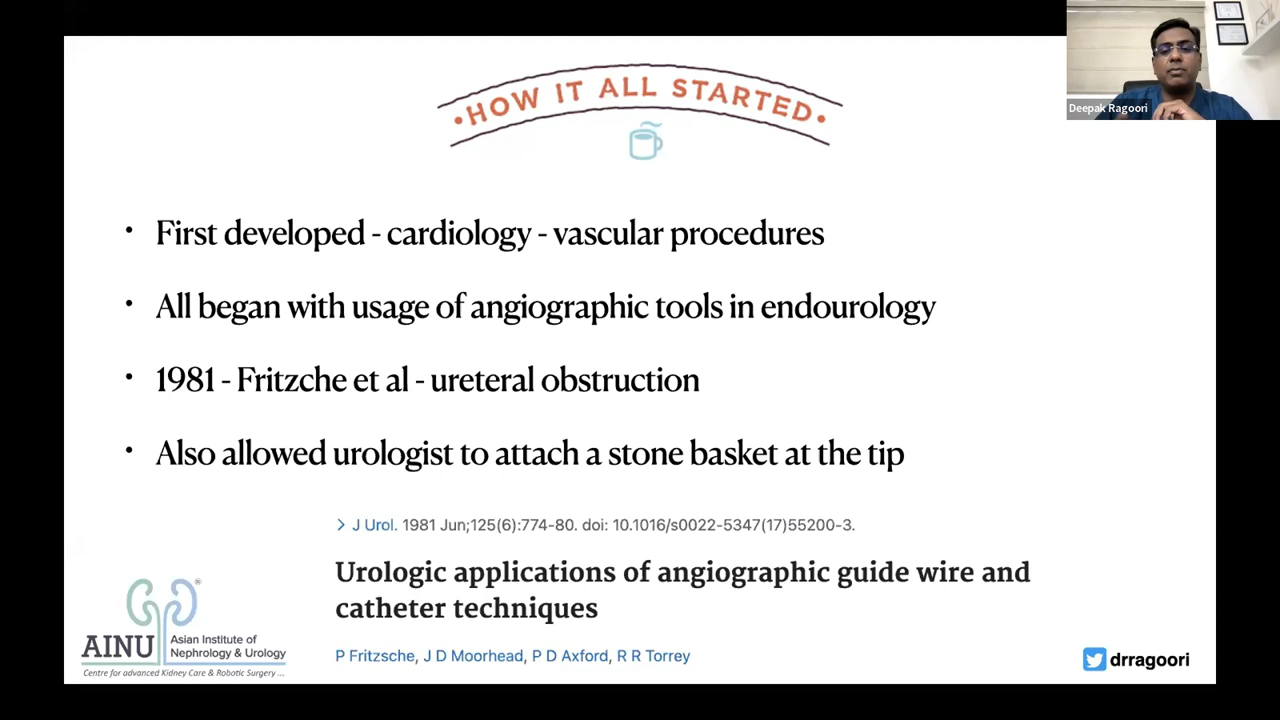 Deepak Ragoori
•HOW IT ALL STARTED•
• First developed - cardiology - vascular procedures
• All began with usage of angiographic tools in endourology
• 1981 - Fritzche et al - ureteral obstruction
• Also allowed urologist to attach a stone basket at the tip
> J Urol. 1981 Jun;125(6):774-80. doi: 10.1016/s0022-5347(17)55200-3.
Urologic applications of angiographic guide wire and
catheter techniques
P Fritzsche, J D Moorhead, P D Axford, R R Torrey
®
AINU
Asian Institute of
Nephrology & Urology
Centre for advanced Kidney Care & Robotic Surgery ...
drragoori